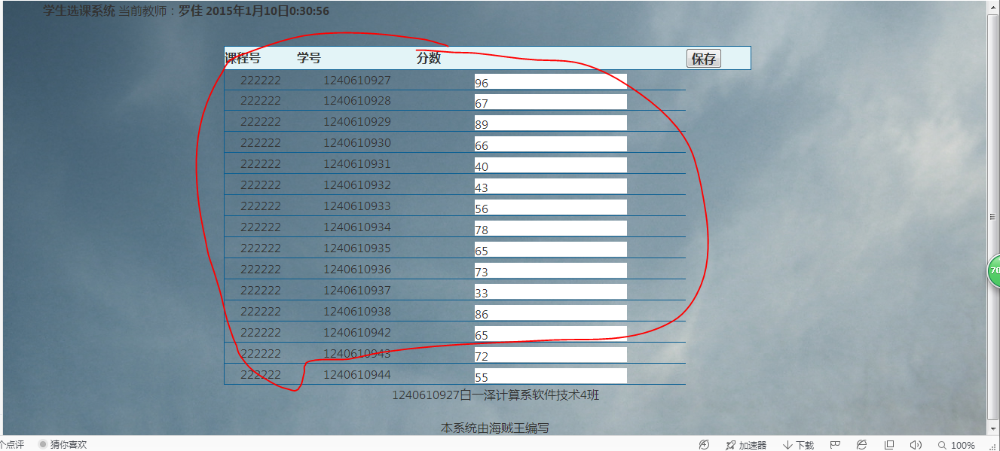 学生选课系统 当前教师：罗佳 2015年1月10日0:30:56
课程号 学号 分数 保存
222222 1240610927 96
222222 1240610928 67
222222 1240610929 89
222222 1240610930 66
222222 1240610931 40
222222 1240610932 43
222222 1240610933 56
222222 1240610934 78
222222 1240610935 65
222222 1240610936 73
222222 1240610937 33
222222 1240610938 86
222222 1240610942 65
222222 1240610943 72
222222 1240610944 55
1240610927白一泽计算系软件技术4班
本系统由海贼王编写
70
个点评 猜你喜欢 加速器 下载 100%